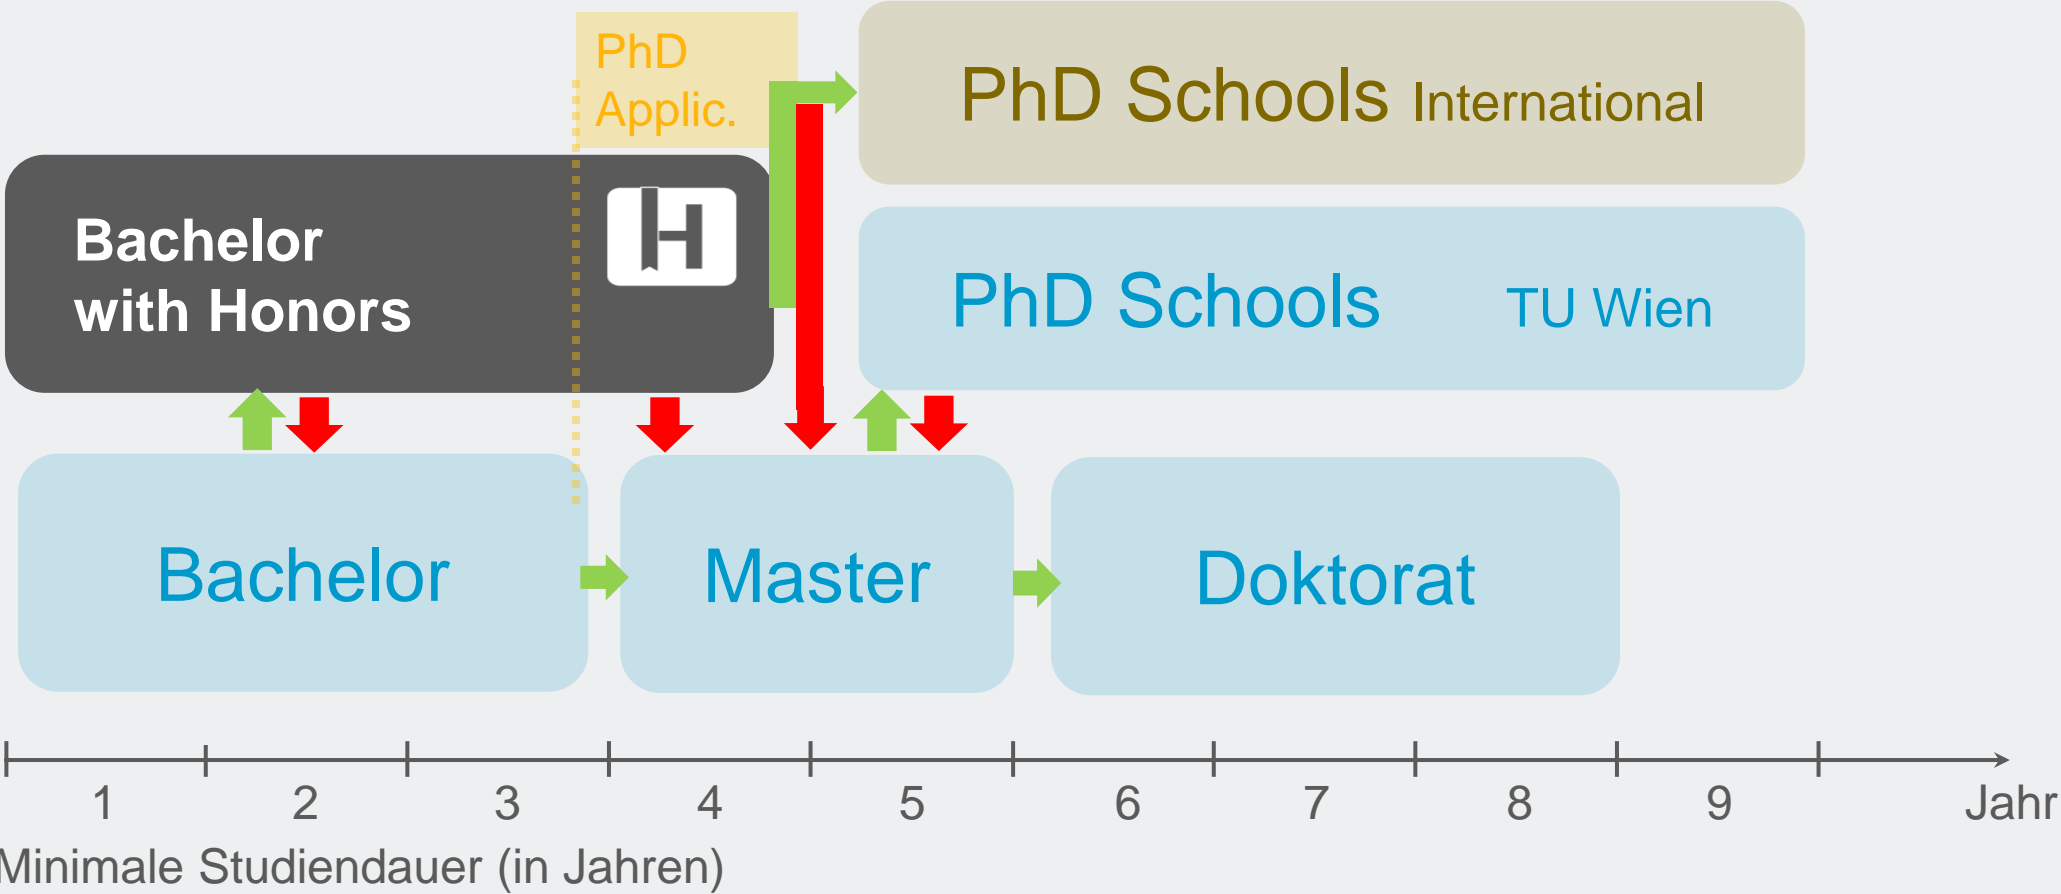 PhD
Applic.
PhD Schools International
Bachelor
with Honors
H
PhD Schools TU Wien
Bachelor
Master
Doktorat
1 2 3 4 5 6 7 8 9 Jahr
Minimale Studiendauer (in Jahren)